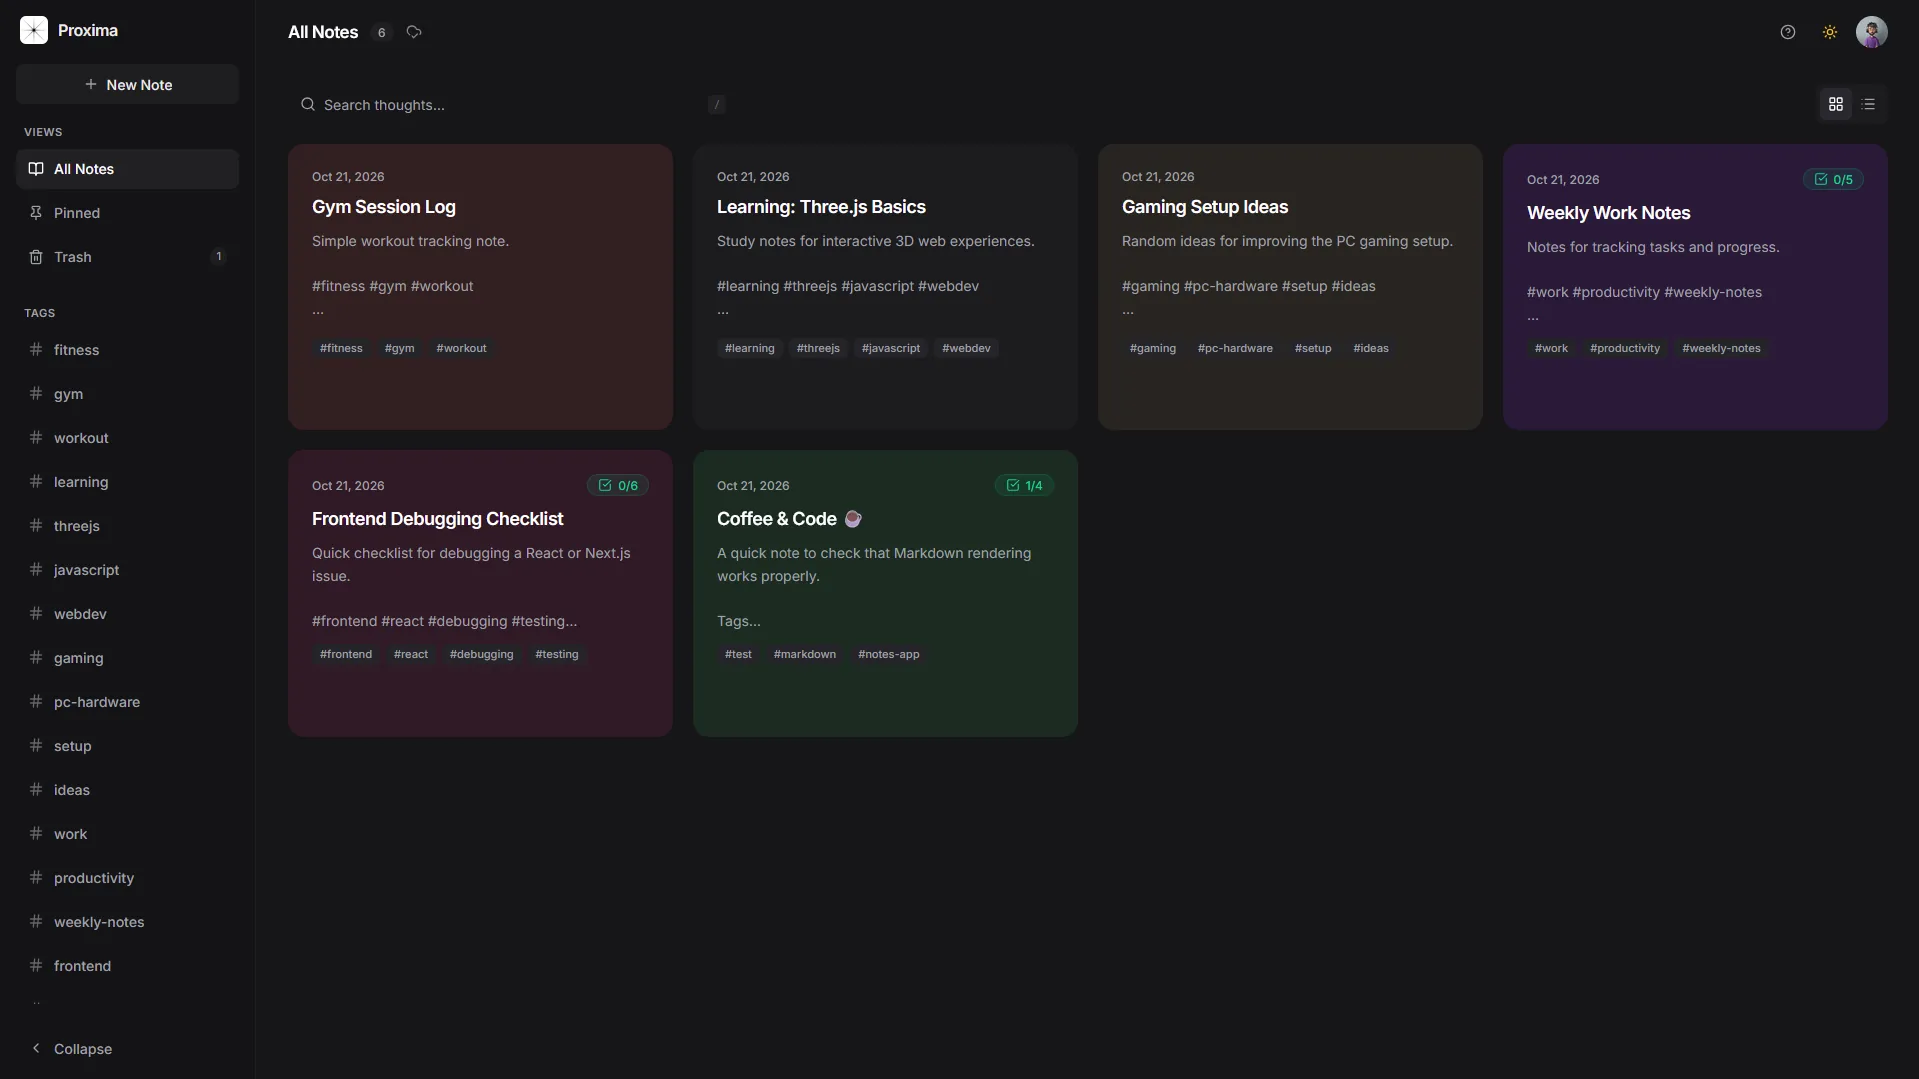 Proxima
New Note
VIEWS
All Notes
Pinned
Trash 1
TAGS
# fitness
# gym
# workout
# learning
# threejs
# javascript
# webdev
# gaming
# pc-hardware
# setup
# ideas
# work
# productivity
# weekly-notes
# frontend
Collapse
All Notes 6
Search thoughts... /
Oct 21, 2026
Gym Session Log
Simple workout tracking note.
#fitness #gym #workout
...
#fitness #gym #workout
Oct 21, 2026
Learning: Three.js Basics
Study notes for interactive 3D web experiences.
#learning #threejs #javascript #webdev
...
#learning #threejs #javascript #webdev
Oct 21, 2026
Gaming Setup Ideas
Random ideas for improving the PC gaming setup.
#gaming #pc-hardware #setup #ideas
...
#gaming #pc-hardware #setup #ideas
Oct 21, 2026 0/5
Weekly Work Notes
Notes for tracking tasks and progress.
#work #productivity #weekly-notes
...
#work #productivity #weekly-notes
Oct 21, 2026 0/6
Frontend Debugging Checklist
Quick checklist for debugging a React or Next.js
issue.
#frontend #react #debugging #testing...
#frontend #react #debugging #testing
Oct 21, 2026 1/4
Coffee & Code ☕
A quick note to check that Markdown rendering
works properly.
Tags...
#test #markdown #notes-app